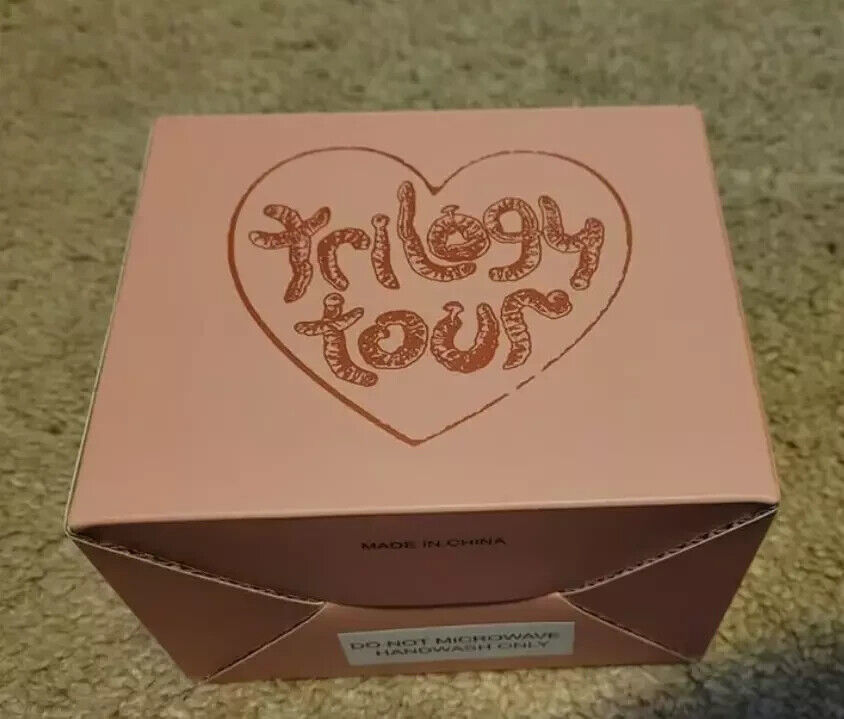 trilogy
tour
MADE IN CHINA
DO NOT MICROWAVE
HANDWASH ONLY